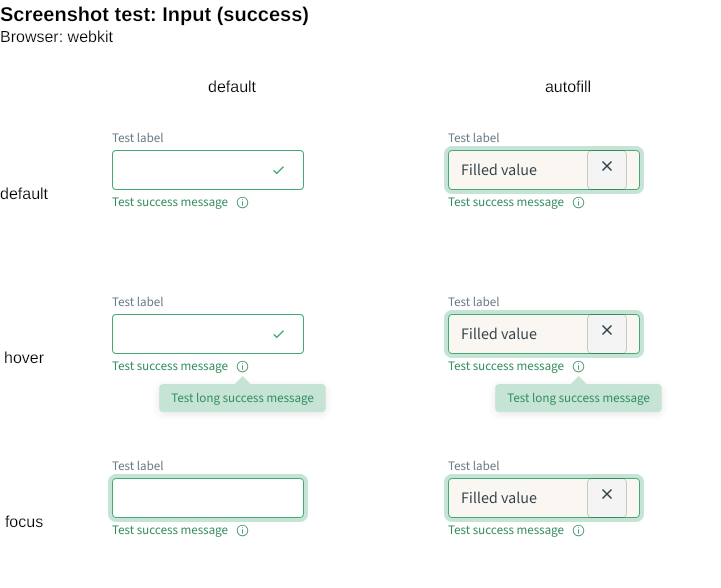 Screenshot test: Input (success)
Browser: webkit
default autofill
default
Test label
Test success message
Test label
Filled value
Test success message
hover
Test label
Test success message
Test long success message
Test label
Filled value
Test success message
Test long success message
focus
Test label
Test success message
Test label
Filled value
Test success message